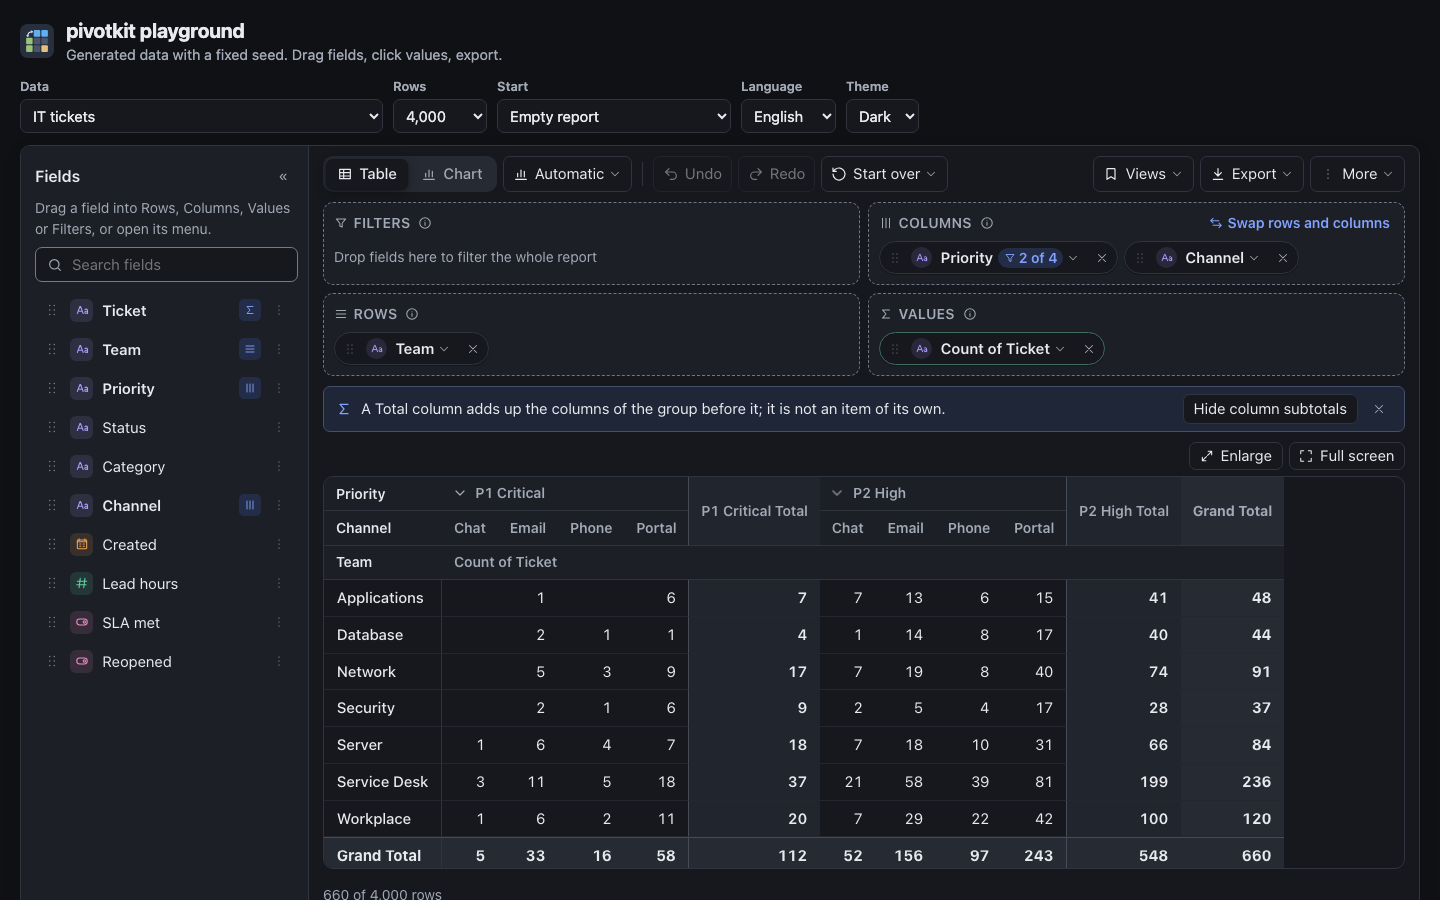 pivotkit playground
Generated data with a fixed seed. Drag fields, click values, export.
Data Rows Start Language Theme
IT tickets 4,000 Empty report English Dark
Fields «
Drag a field into Rows, Columns, Values
or Filters, or open its menu.
Search fields
Aa Ticket Σ
Aa Team
Aa Priority
Aa Status
Aa Category
Aa Channel
Created
# Lead hours
SLA met
Reopened
Table Chart Automatic Undo Redo Start over Views Export More
FILTERS
Drop fields here to filter the whole report
COLUMNS Swap rows and columns
Aa Priority 2 of 4 Aa Channel
ROWS
Aa Team
Σ VALUES
Aa Count of Ticket
Σ A Total column adds up the columns of the group before it; it is not an item of its own. Hide column subtotals
Enlarge Full screen
Priority P1 Critical P1 Critical Total P2 High P2 High Total Grand Total
Channel Chat Email Phone Portal Chat Email Phone Portal
Team Count of Ticket
Applications 1 6 7 7 13 6 15 41 48
Database 2 1 1 4 1 14 8 17 40 44
Network 5 3 9 17 7 19 8 40 74 91
Security 2 1 6 9 2 5 4 17 28 37
Server 1 6 4 7 18 7 18 10 31 66 84
Service Desk 3 11 5 18 37 21 58 39 81 199 236
Workplace 1 6 2 11 20 7 29 22 42 100 120
Grand Total 5 33 16 58 112 52 156 97 243 548 660
660 of 4,000 rows